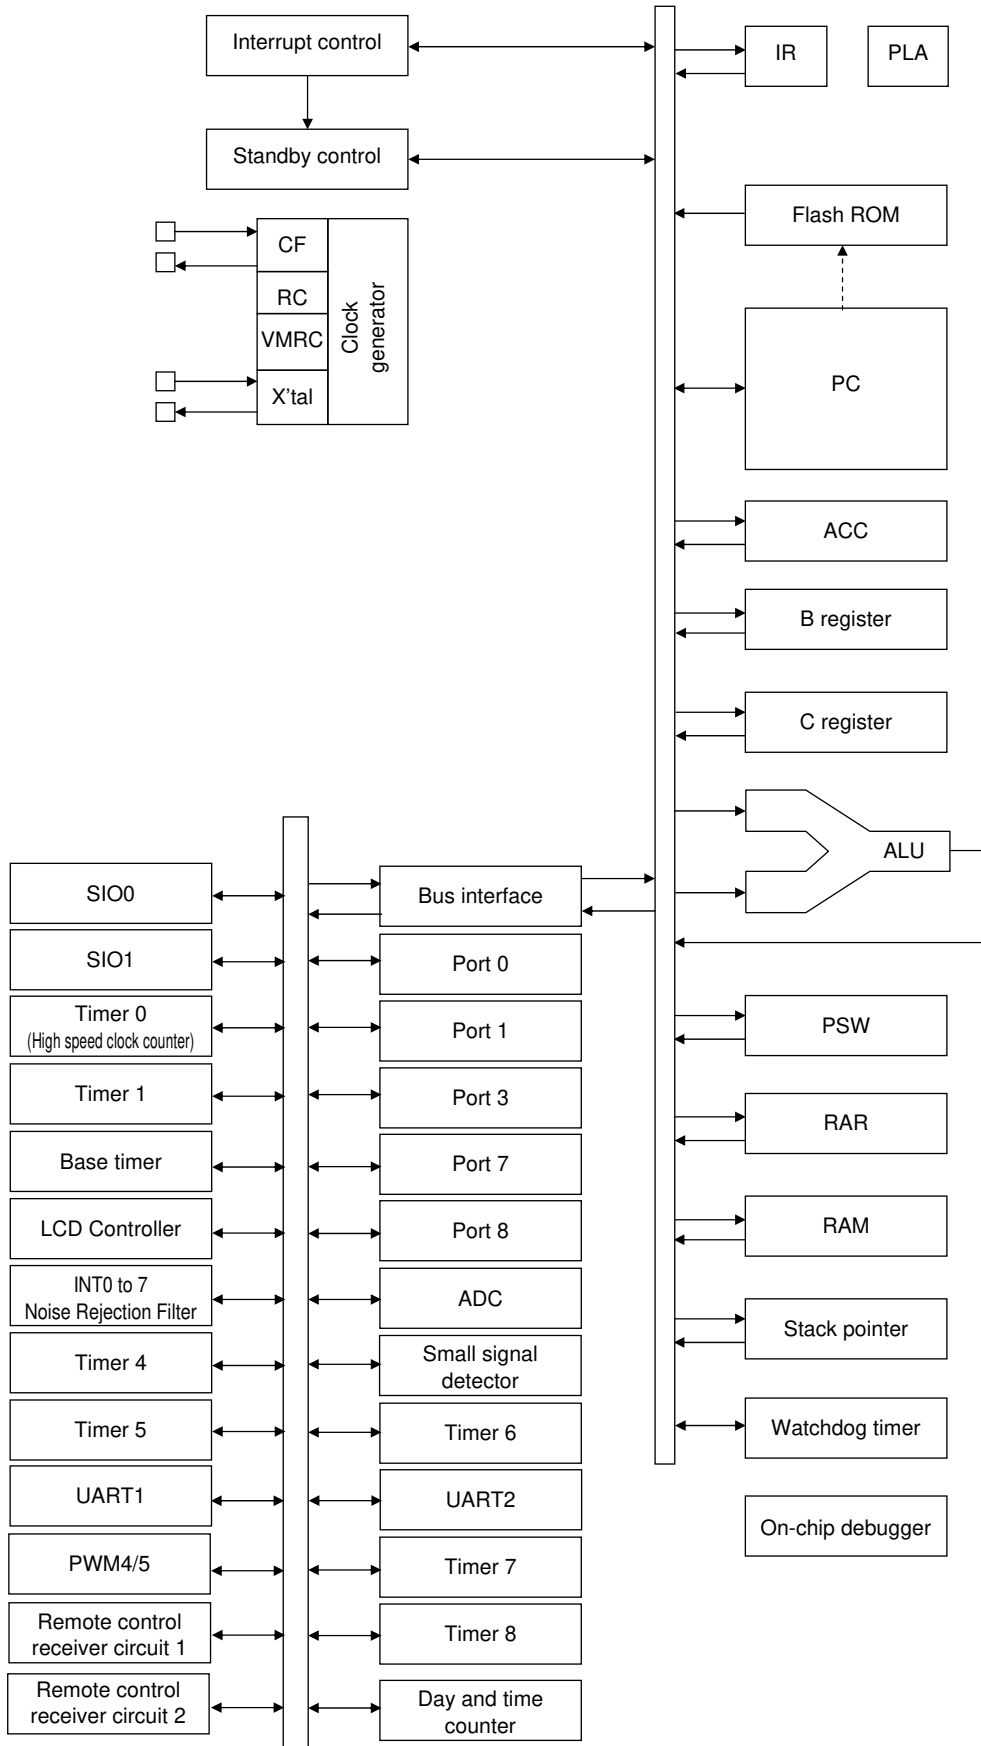 Interrupt control
IR
PLA
Standby control
Flash ROM
CF
RC
VMRC
X'tal
Clock
generator
PC
ACC
B register
C register
ALU
SIO0
Bus interface
SIO1
Port 0
Timer 0
(High speed clock counter)
Port 1
PSW
Timer 1
Port 3
RAR
Base timer
Port 7
LCD Controller
Port 8
RAM
INT0 to 7
Noise Rejection Filter
ADC
Stack pointer
Timer 4
Small signal
detector
Timer 5
Timer 6
Watchdog timer
UART1
UART2
On-chip debugger
PWM4/5
Timer 7
Remote control
receiver circuit 1
Timer 8
Remote control
receiver circuit 2
Day and time
counter